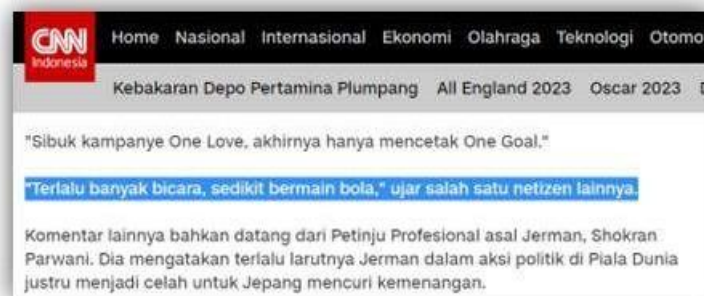 CNN
Indonesia
Home Nasional Internasional Ekonomi Olahraga Teknologi Otomo
Kebakaran Depo Pertamina Plumpang All England 2023 Oscar 2023
"Sibuk kampanye One Love, akhirnya hanya mencetak One Goal."
"Terlalu banyak bicara, sedikit bermain bola," ujar salah satu netizen lainnya.
Komentar lainnya bahkan datang dari Petinju Profesional asal Jerman, Shokran
Parwani. Dia mengatakan terlalu larutnya Jerman dalam aksi politik di Piala Dunia
justru menjadi celah untuk Jepang mencuri kemenangan.